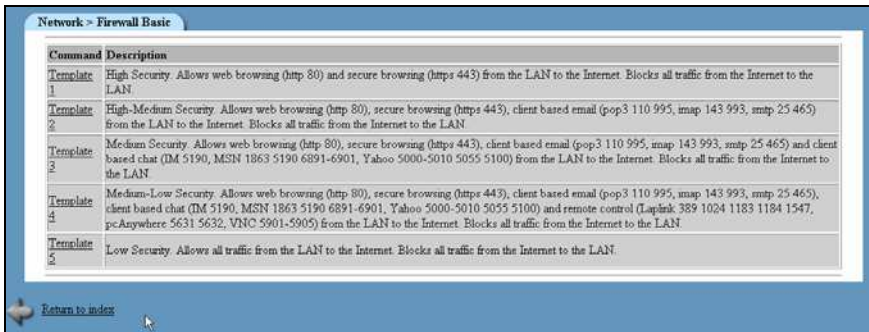 Network > Firewall Basic
Command Description
Template 1
High Security. Allows web browsing (http 80) and secure browsing (https 443) from the LAN to the Internet. Blocks all traffic from the Internet to the
LAN.
Template 2
High-Medium Security. Allows web browsing (http 80), secure browsing (https 443), client based email (pop3 110 995, imap 143 993, smtp 25 465)
from the LAN to the Internet. Blocks all traffic from the Internet to the LAN.
Template 3
Medium Security. Allows web browsing (http 80), secure browsing (https 443), client based email (pop3 110 995, imap 143 993, smtp 25 465) and client
based chat (IM 5190, MSN 1863 5190 6891-6901, Yahoo 5000-5010 5055 5100) from the LAN to the Internet. Blocks all traffic from the Internet to
the LAN.
Template 4
Medium-Low Security. Allows web browsing (http 80), secure browsing (https 443), client based email (pop3 110 995, imap 143 993, smtp 25 465),
client based chat (IM 5190, MSN 1863 5190 6891-6901, Yahoo 5000-5010 5055 5100) and remote control (Laplink 389 1024 1183 1184 1547,
pcAnywhere 5631 5632, VNC 5901-5905) from the LAN to the Internet. Blocks all traffic from the Internet to the LAN.
Template 5
Low Security. Allows all traffic from the LAN to the Internet. Blocks all traffic from the Internet to the LAN.
Return to index